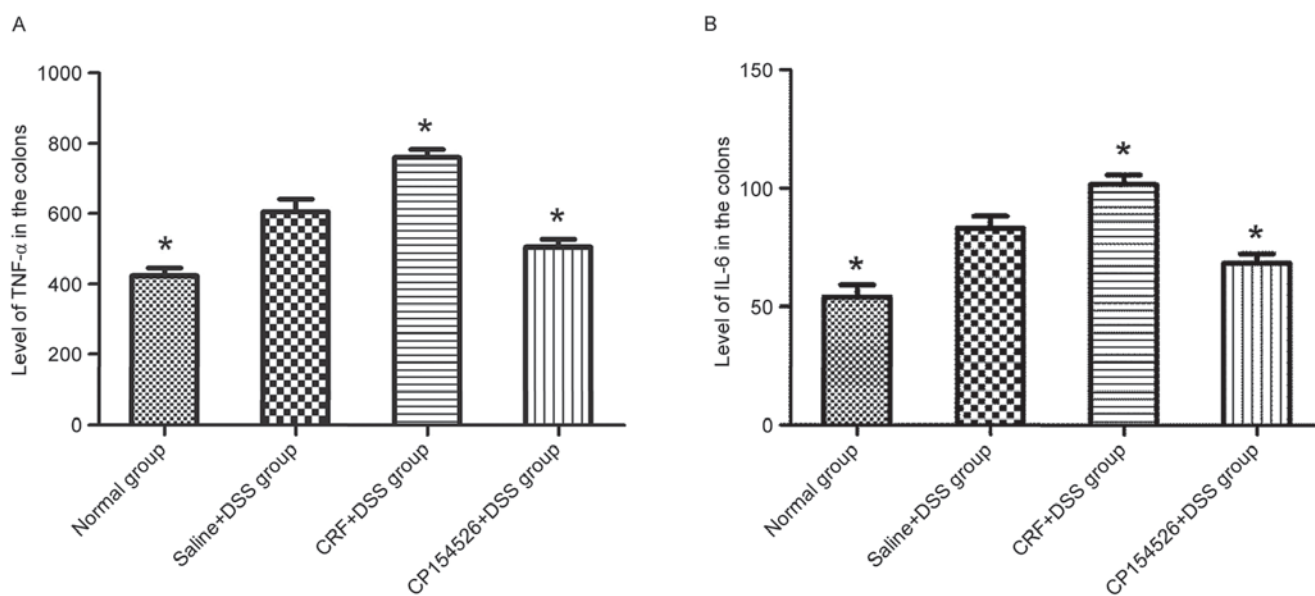 A
Level of TNF-α in the colons
1000
800
600
400
200
0
*
*
*
Normal group
Saline+DSS group
CRF+DSS group
CP154526+DSS group
B
Level of IL-6 in the colons
150
100
50
0
*
*
*
Normal group
Saline+DSS group
CRF+DSS group
CP154526+DSS group